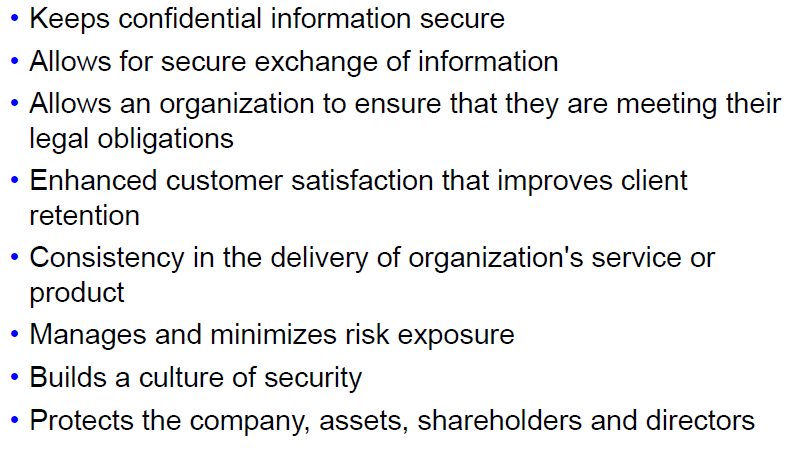 • Keeps confidential information secure
• Allows for secure exchange of information
• Allows an organization to ensure that they are meeting their
legal obligations
• Enhanced customer satisfaction that improves client
retention
• Consistency in the delivery of organization's service or
product
• Manages and minimizes risk exposure
• Builds a culture of security
• Protects the company, assets, shareholders and directors